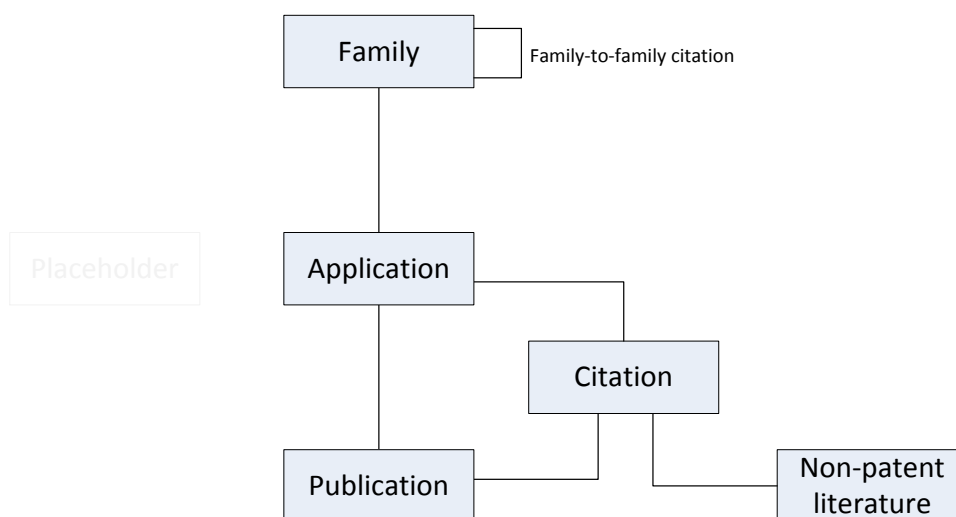 Family
Family-to-family citation
Placeholder
Application
Citation
Publication
Non-patent
literature